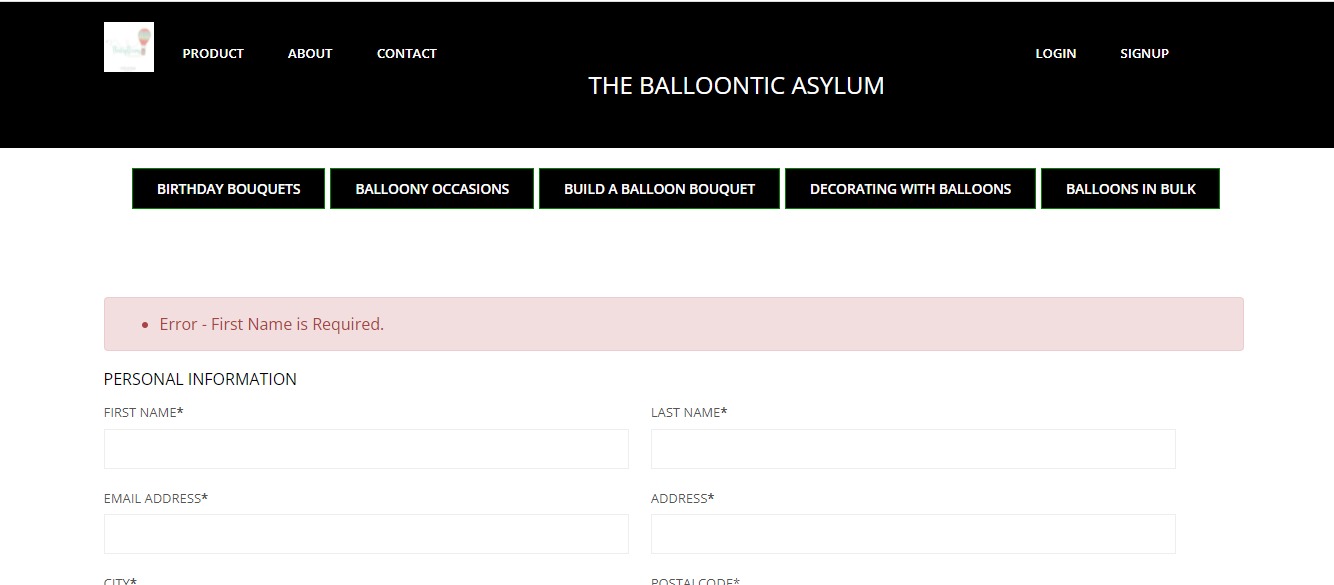 PRODUCT ABOUT CONTACT LOGIN SIGNUP
THE BALLOONTIC ASYLUM
BIRTHDAY BOUQUETS BALLOONY OCCASIONS BUILD A BALLOON BOUQUET DECORATING WITH BALLOONS BALLOONS IN BULK
• Error - First Name is Required.
PERSONAL INFORMATION
FIRST NAME* LAST NAME*
EMAIL ADDRESS* ADDRESS*
CITY* POSTALCODE*